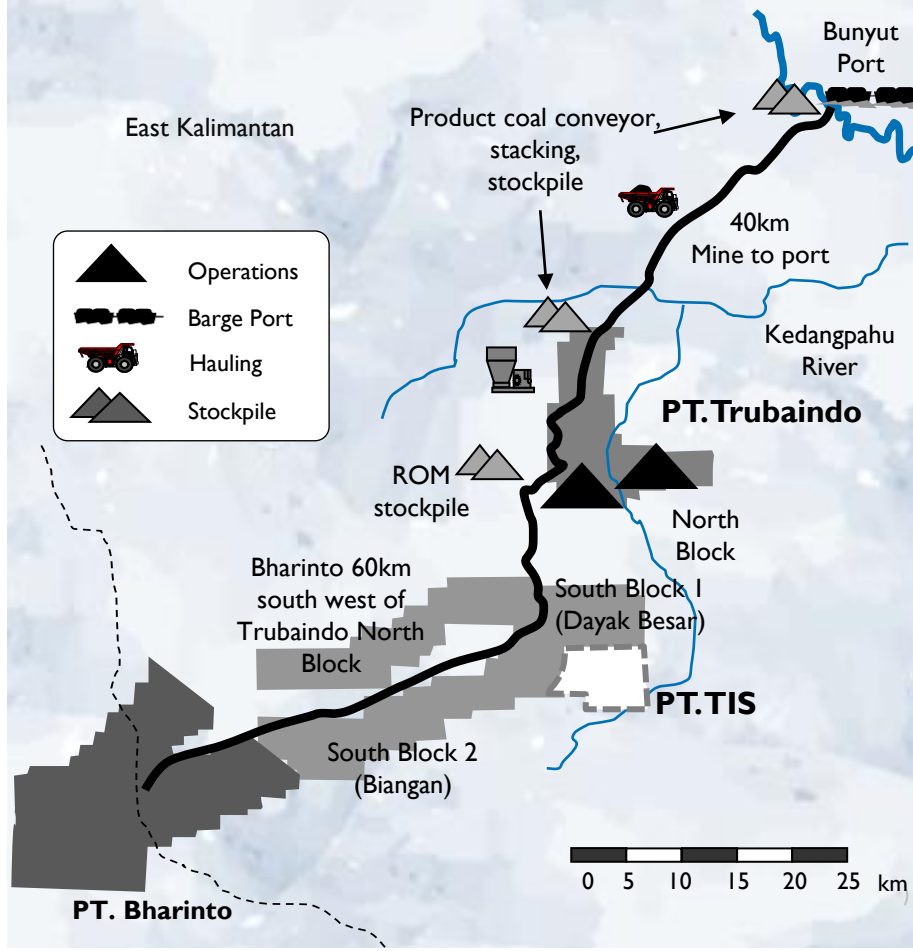 Bunyut
Port
East Kalimantan
Product coal conveyor,
stacking,
stockpile
40km
Mine to port
Operations
Barge Port
Hauling
Stockpile
Kedangpahu
River
PT.Trubaindo
ROM
stockpile
North
Block
Bharinto 60km
south west of
Trubaindo North
Block
South Block 1
(Dayak Besar)
PT.TIS
South Block 2
(Biangan)
PT. Bharinto
0 5 10 15 20 25 km